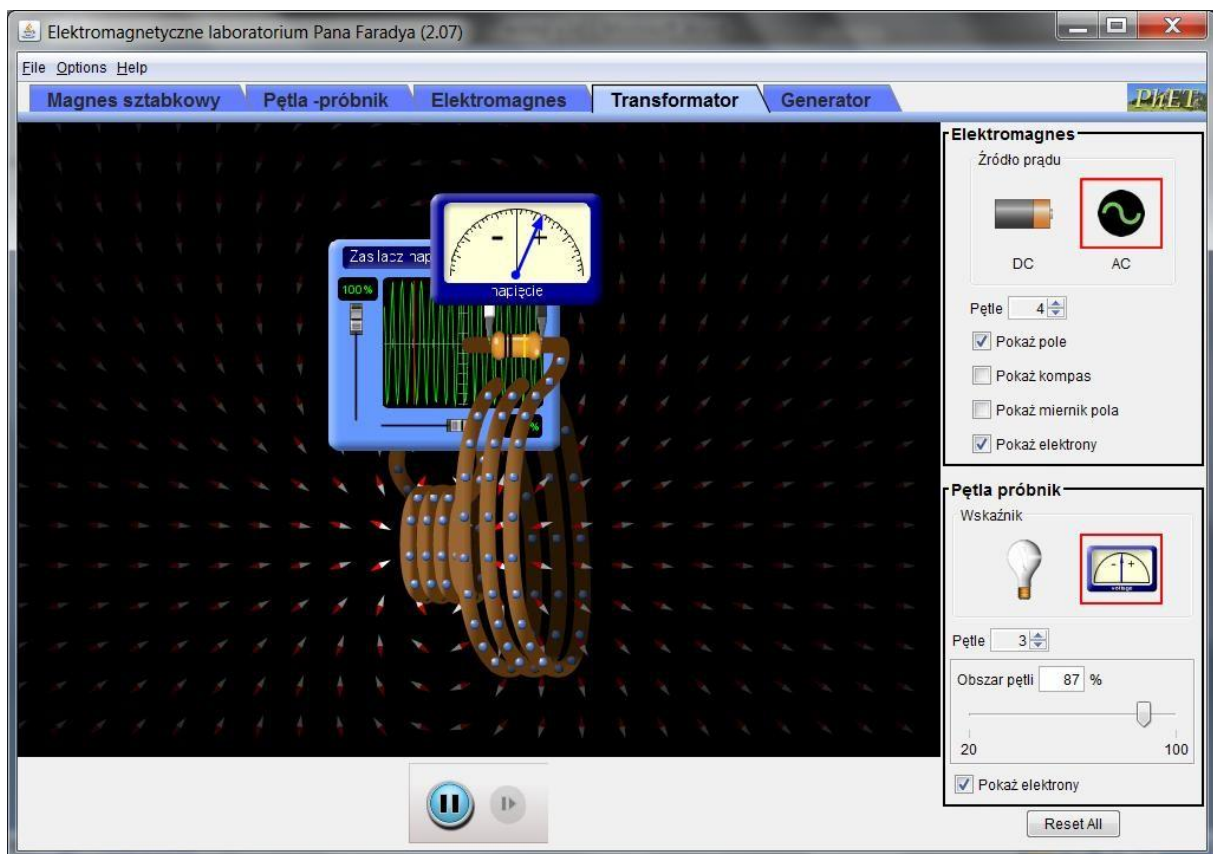 Elektromagnetyczne laboratorium Pana Faradya (2.07)
File Options Help
Magnes sztabkowy Pętla -próbnik Elektromagnes Transformator Generator
PhET
Elektromagnes
Źródło prądu
DC AC
Pętle 4
Pokaż pole
Pokaż kompas
Pokaż miernik pola
Pokaż elektrony
Zasilacz nap
100 %
- +
napięcie
%
Pętla próbnik
Wskaźnik
- +
voltage
Pętle 3
Obszar pętli 87 %
20 100
Pokaż elektrony
Reset All